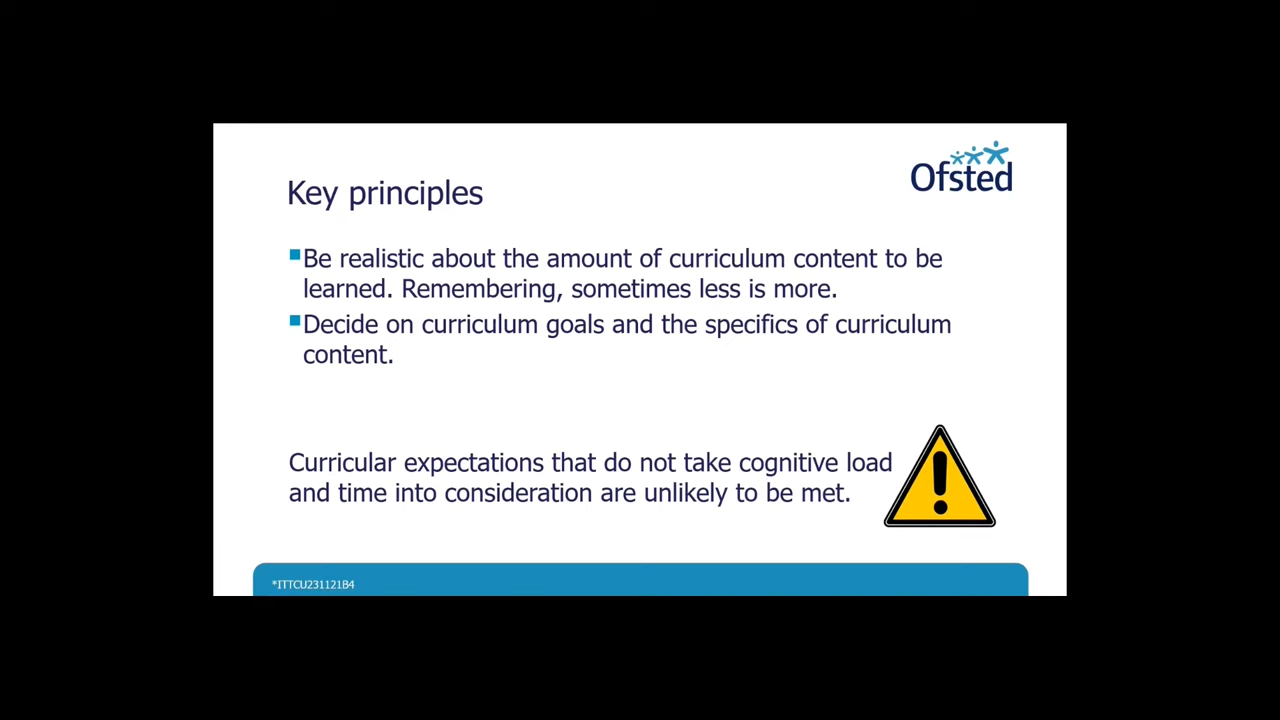 Ofsted
Key principles
▪Be realistic about the amount of curriculum content to be
learned. Remembering, sometimes less is more.
▪Decide on curriculum goals and the specifics of curriculum
content.
Curricular expectations that do not take cognitive load
and time into consideration are unlikely to be met.
*ITTCU231121B4